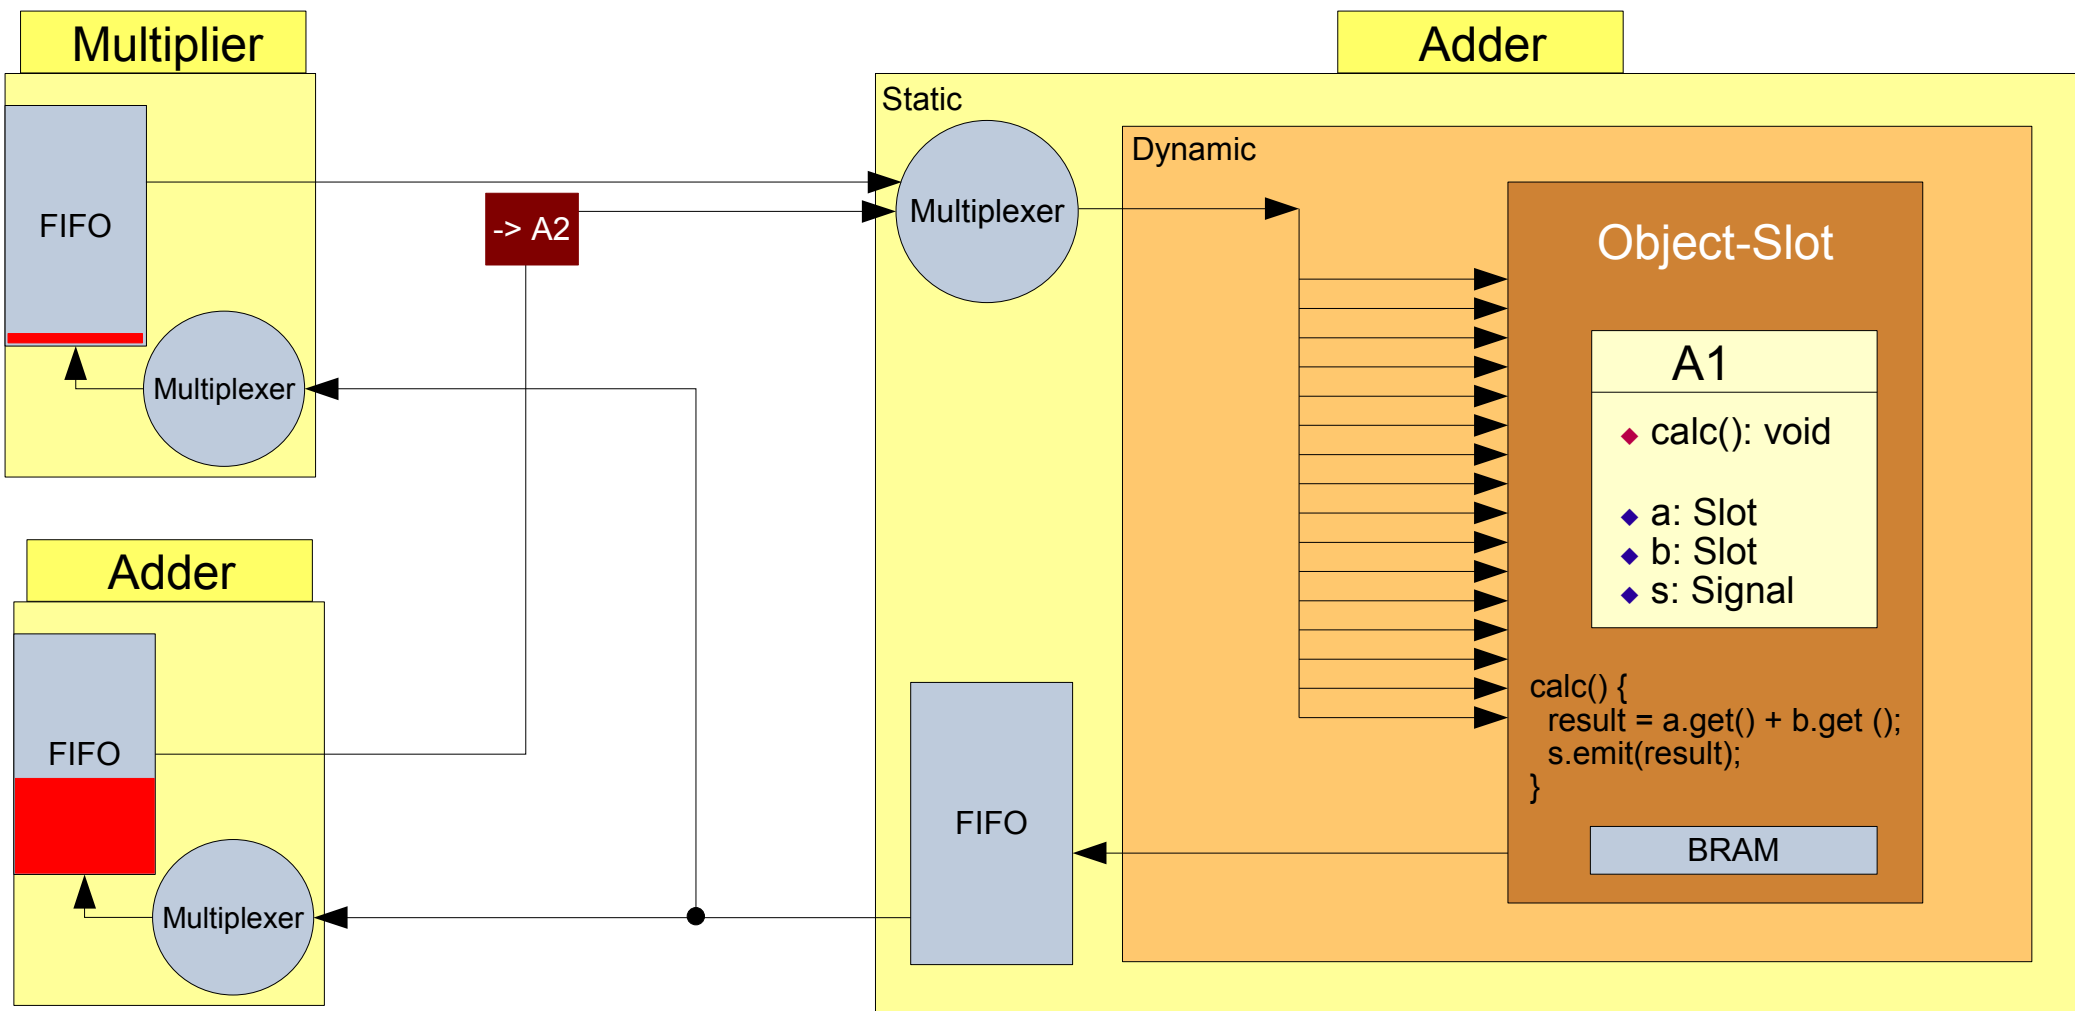 Multiplier
FIFO
Multiplexer
Adder
FIFO
Multiplexer
-> A2
Adder
Static
Multiplexer
FIFO
Dynamic
Object-Slot
A1
calc(): void
a: Slot
b: Slot
s: Signal
calc() {
result = a.get() + b.get ();
s.emit(result);
}
BRAM